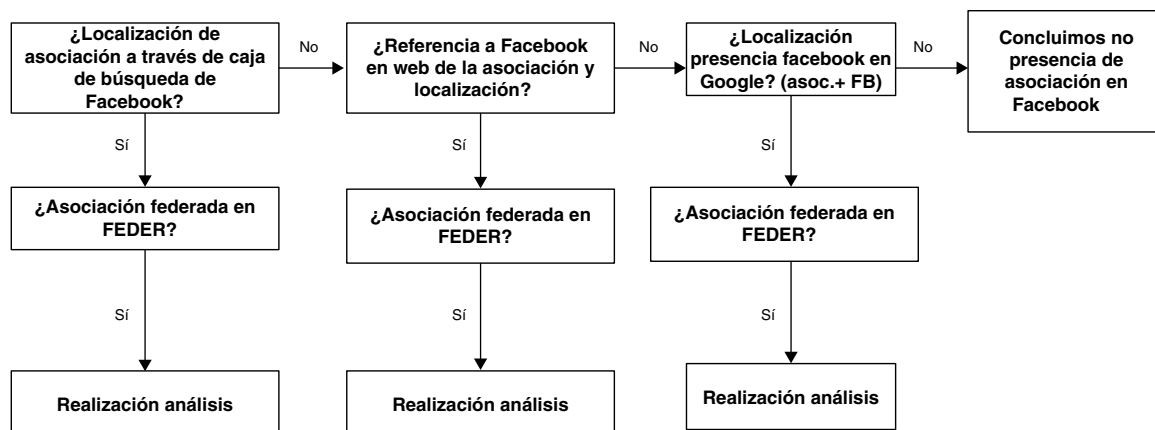 ¿Localización de
asociación a través de caja
de búsqueda de
Facebook?
No
¿Referencia a Facebook
en web de la asociación y
localización?
No
¿Localización
presencia facebook en
Google? (asoc.+ FB)
No
Concluimos no
presencia de
asociación en
Facebook
Sí
Sí
Sí
¿Asociación federada en
FEDER?
¿Asociación federada en
FEDER?
¿Asociación federada en
FEDER?
Sí
Sí
Sí
Realización análisis
Realización análisis
Realización análisis